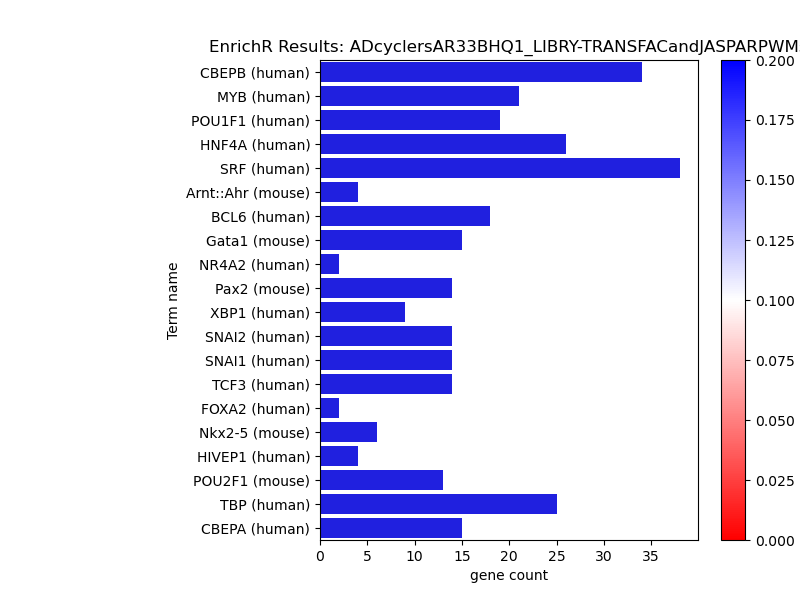 EnrichR Results: ADcyclersAR33BHQ1_LIBRY-TRANSFACandJASPARPWM
CBEPB (human)
MYB (human)
POU1F1 (human)
HNF4A (human)
SRF (human)
Arnt::Ahr (mouse)
BCL6 (human)
Gata1 (mouse)
NR4A2 (human)
Pax2 (mouse)
XBP1 (human)
SNAI2 (human)
SNAI1 (human)
TCF3 (human)
FOXA2 (human)
Nkx2-5 (mouse)
HIVEP1 (human)
POU2F1 (mouse)
TBP (human)
CBEPA (human)
Term name
0 5 10 15 20 25 30 35
gene count
0.200
0.175
0.150
0.125
0.100
0.075
0.050
0.025
0.000